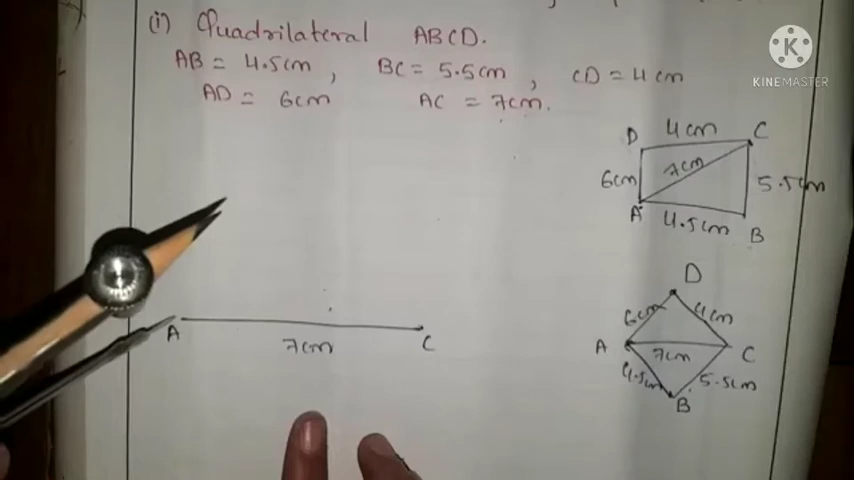 (i) Quadrilateral ABCD.
AB = 4.5cm, BC = 5.5cm, CD = 4cm
AD = 6cm AC = 7cm.
K
KINEMASTER
D 4cm C
6cm 7cm 5.5cm
A 4.5cm B
D
6cm 4cm
A 7cm C
4.5cm 5.5cm
B
A 7cm C